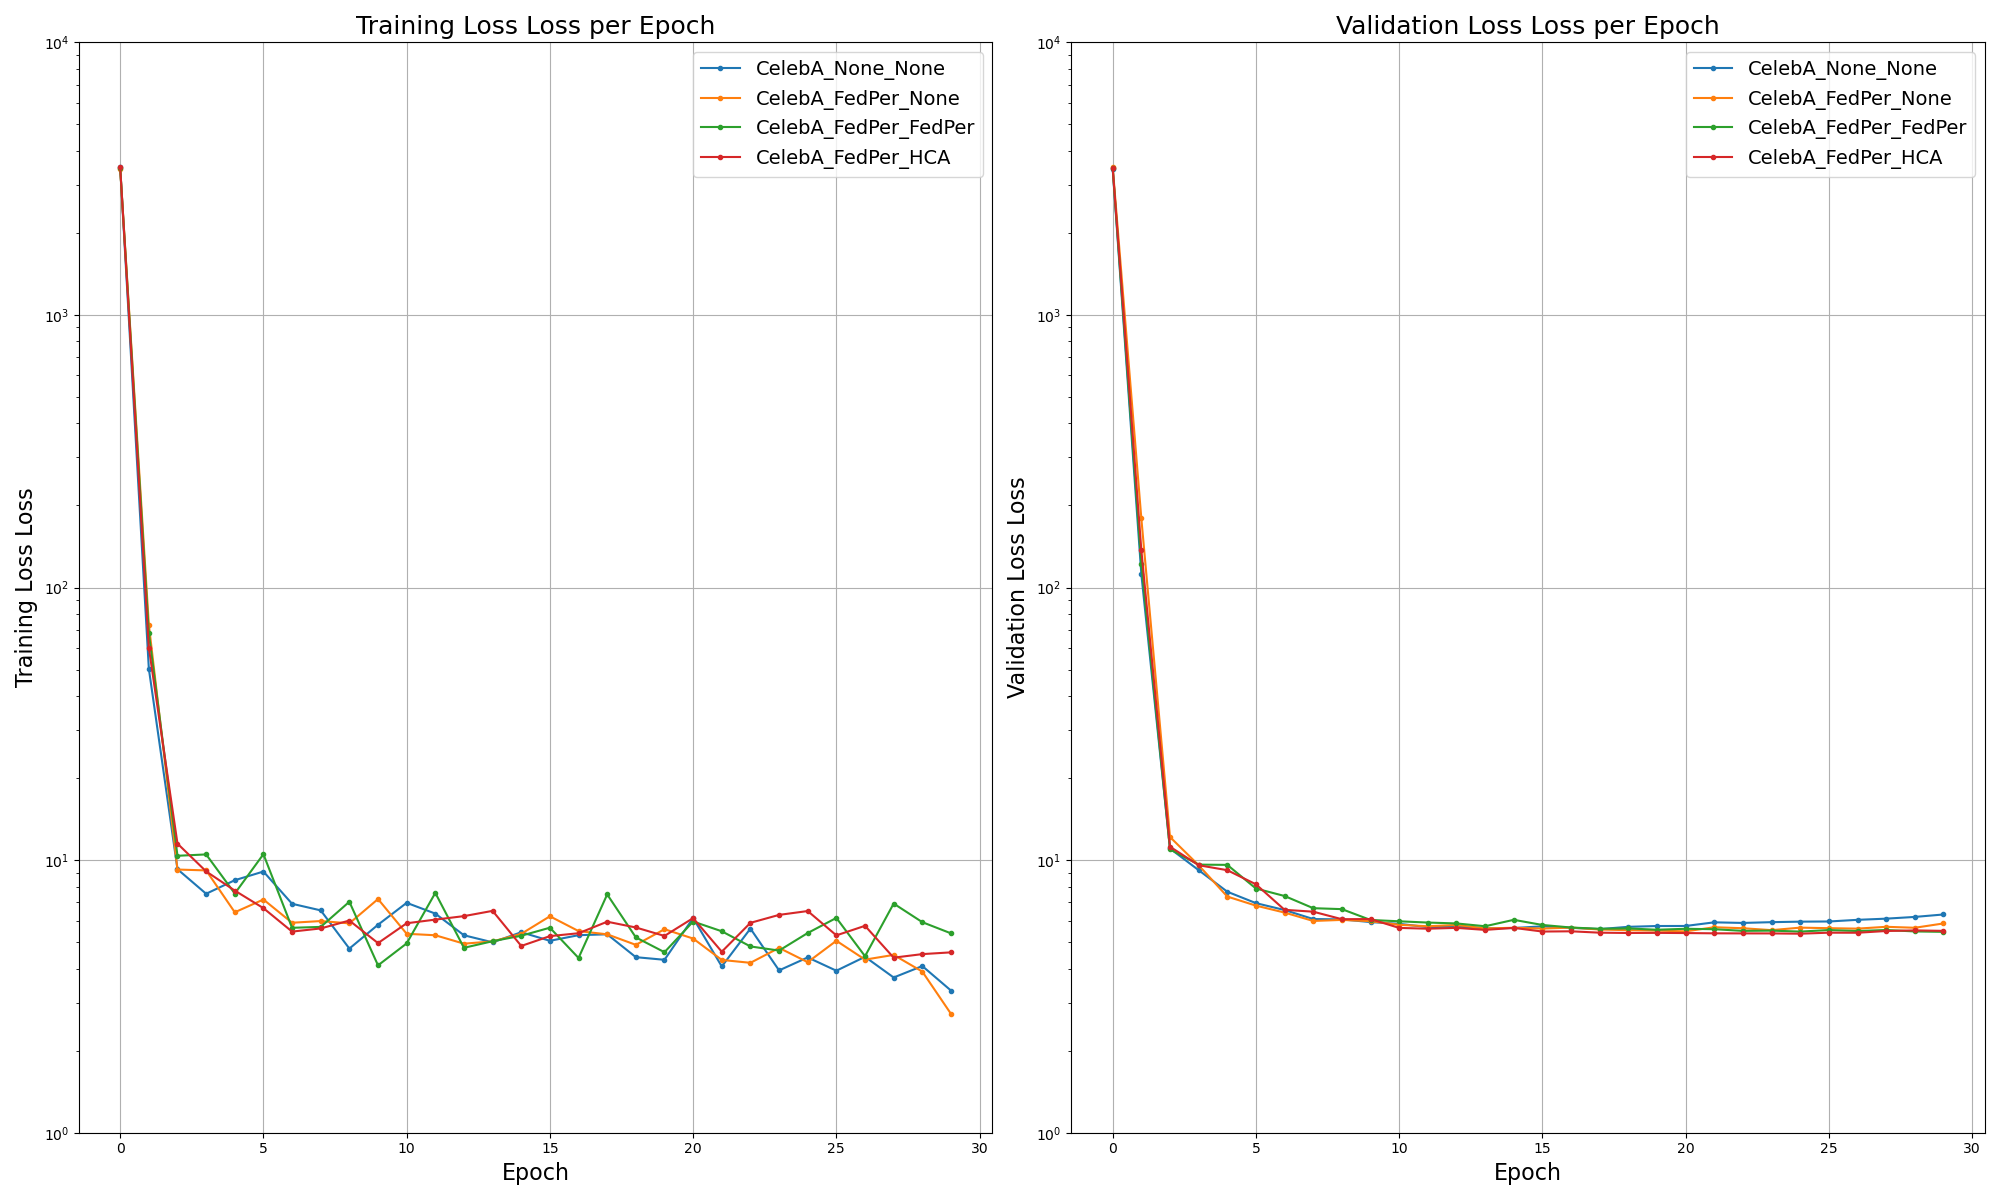 Training Loss Loss per Epoch
10^4
10^3
10^2
10^1
10^0
Training Loss Loss
CelebA_None_None
CelebA_FedPer_None
CelebA_FedPer_FedPer
CelebA_FedPer_HCA
0 5 10 15 20 25 30
Epoch
Validation Loss Loss per Epoch
10^4
10^3
10^2
10^1
10^0
Validation Loss Loss
CelebA_None_None
CelebA_FedPer_None
CelebA_FedPer_FedPer
CelebA_FedPer_HCA
0 5 10 15 20 25 30
Epoch